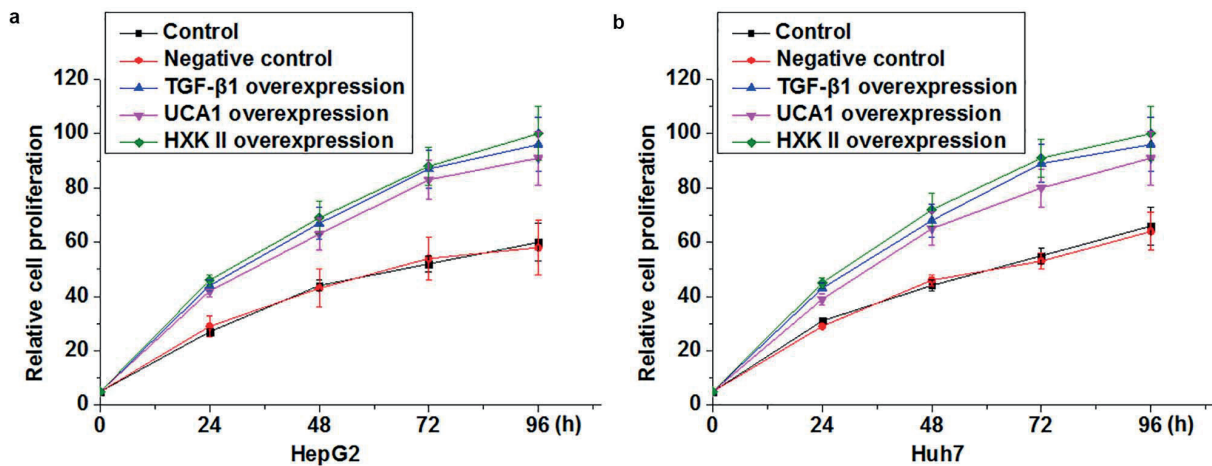 a
Control
Negative control
TGF-β1 overexpression
UCA1 overexpression
HXK II overexpression
Relative cell proliferation
120
100
80
60
40
20
0
0 24 48 72 96 (h)
HepG2
b
Control
Negative control
TGF-β1 overexpression
UCA1 overexpression
HXK II overexpression
Relative cell proliferation
120
100
80
60
40
20
0
0 24 48 72 96 (h)
Huh7